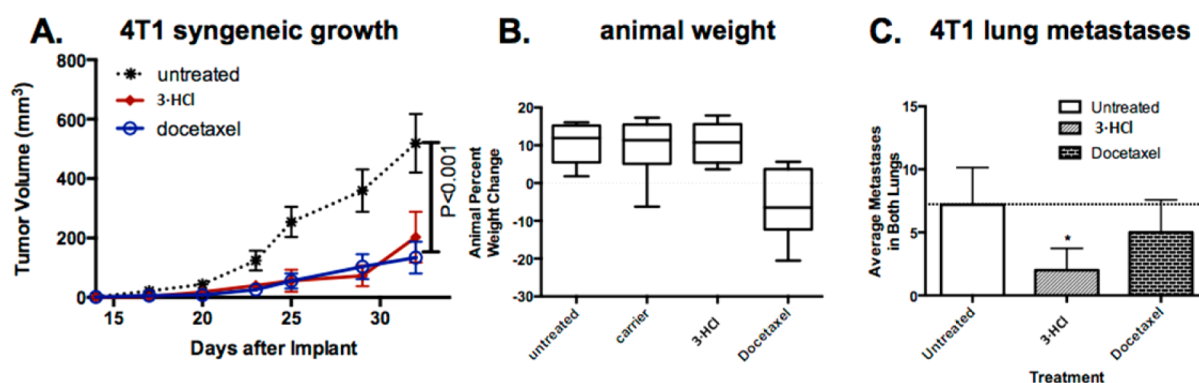 A. 4T1 syngeneic growth
Tumor Volume (mm3)
800
600
400
200
0
untreated
3·HCl
docetaxel
P<0.001
15 20 25 30
Days after Implant
B. animal weight
Animal Percent
Weight Change
20
10
0
-10
-20
-30
untreated
carrier
3-HCl
Docetaxel
C. 4T1 lung metastases
Average Metastases
in Both Lungs
15
10
5
0
Untreated
3·HCl
Docetaxel
*
Untreated
3-HCl
Docetaxel
Treatment